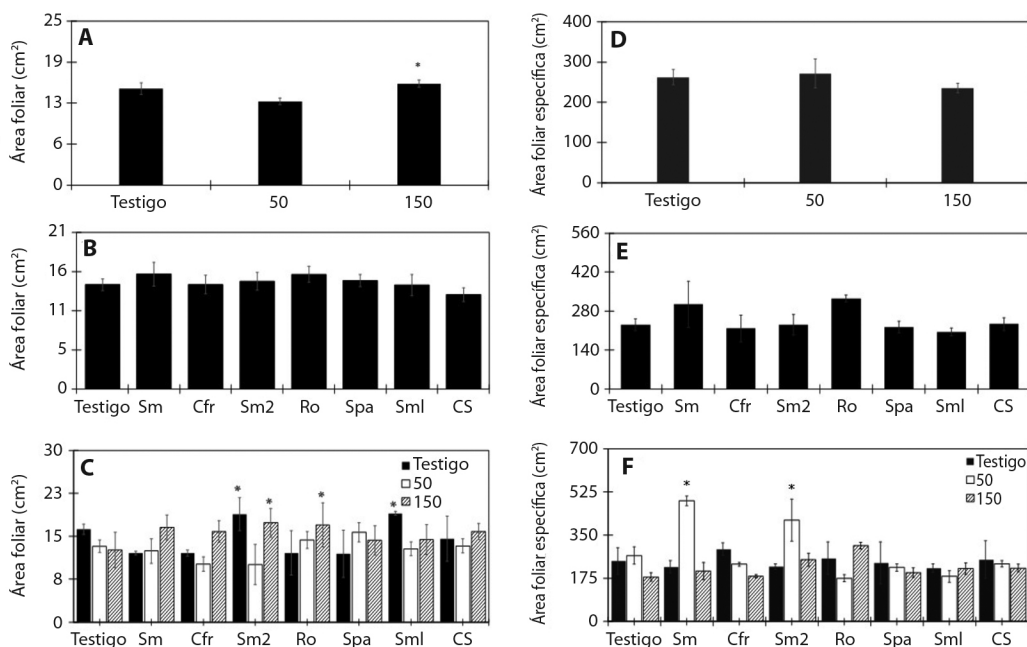 A
Área foliar (cm²)
25
19
13
6
0
*
Testigo 50 150
D
Área foliar específica (cm²)
400
300
200
100
0
Testigo 50 150
B
Área foliar (cm²)
21
16
11
5
0
Testigo Sm Cfr Sm2 Ro Spa Sml CS
E
Área foliar específica (cm²)
560
420
280
140
0
Testigo Sm Cfr Sm2 Ro Spa Sml CS
C
Área foliar (cm²)
30
23
15
8
0
Testigo
50
150
* * * *
Testigo Sm Cfr Sm2 Ro Spa Sml CS
F
Área foliar específica (cm²)
700
525
350
175
0
Testigo
50
150
* *
Testigo Sm Cfr Sm2 Ro Spa Sml CS